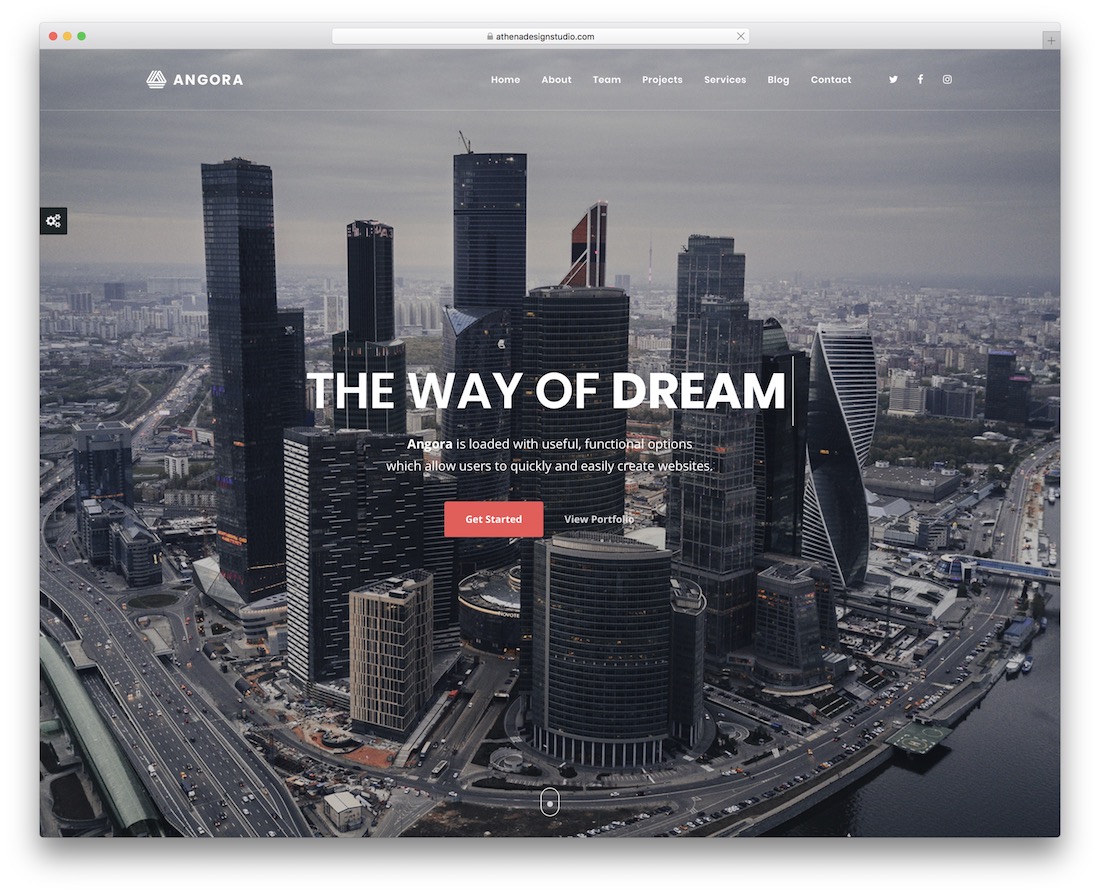 athenadesignstudio.com
ANGORA
Home About Team Projects Services Blog Contact
THE WAY OF DREAM
Angora is loaded with useful, functional options
which allow users to quickly and easily create websites.
Get Started View Portfolio
NOVOTE